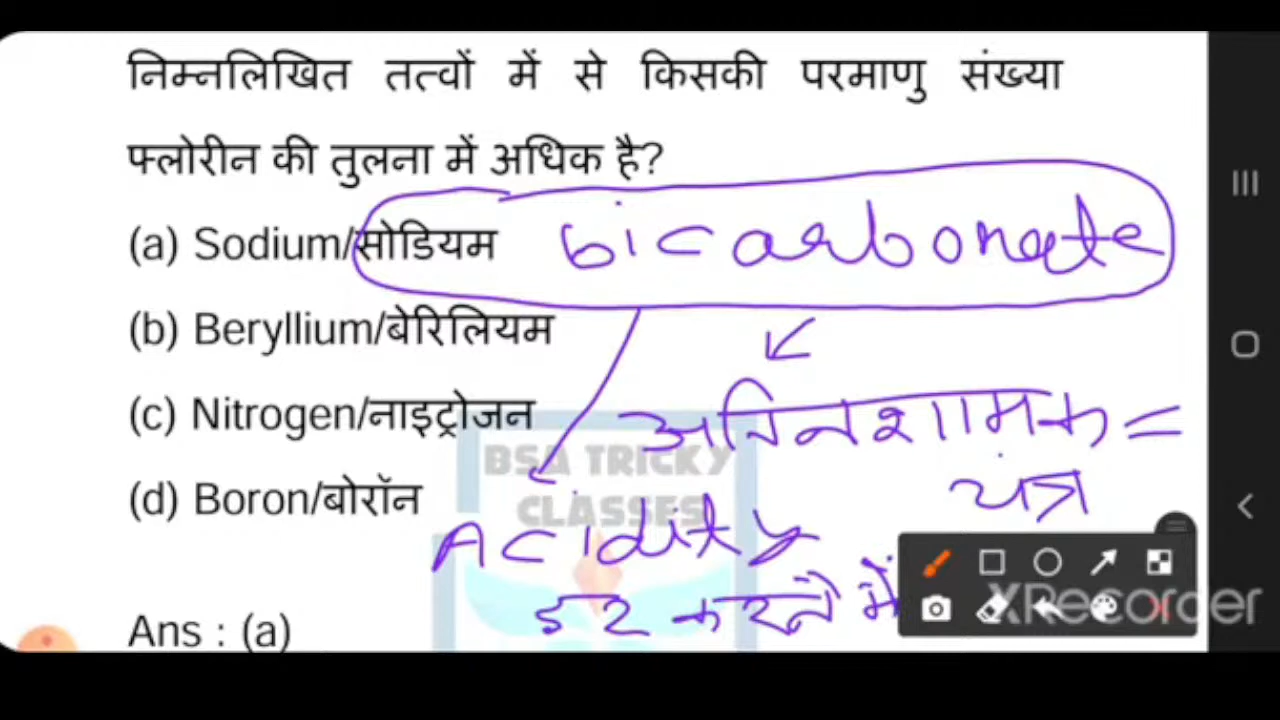 निम्नलिखित तत्वों में से किसकी परमाणु संख्या
फ्लोरीन की तुलना में अधिक है?
(a) Sodium/सोडियम bicarbonate
(b) Beryllium/बेरिलियम
(c) Nitrogen/नाइट्रोजन अग्निशामक
BSA TRICKY
CLASSES
(d) Boron/बोरॉन यंत्र
Acidity
दूर करने में
XRecorder
Ans : (a)